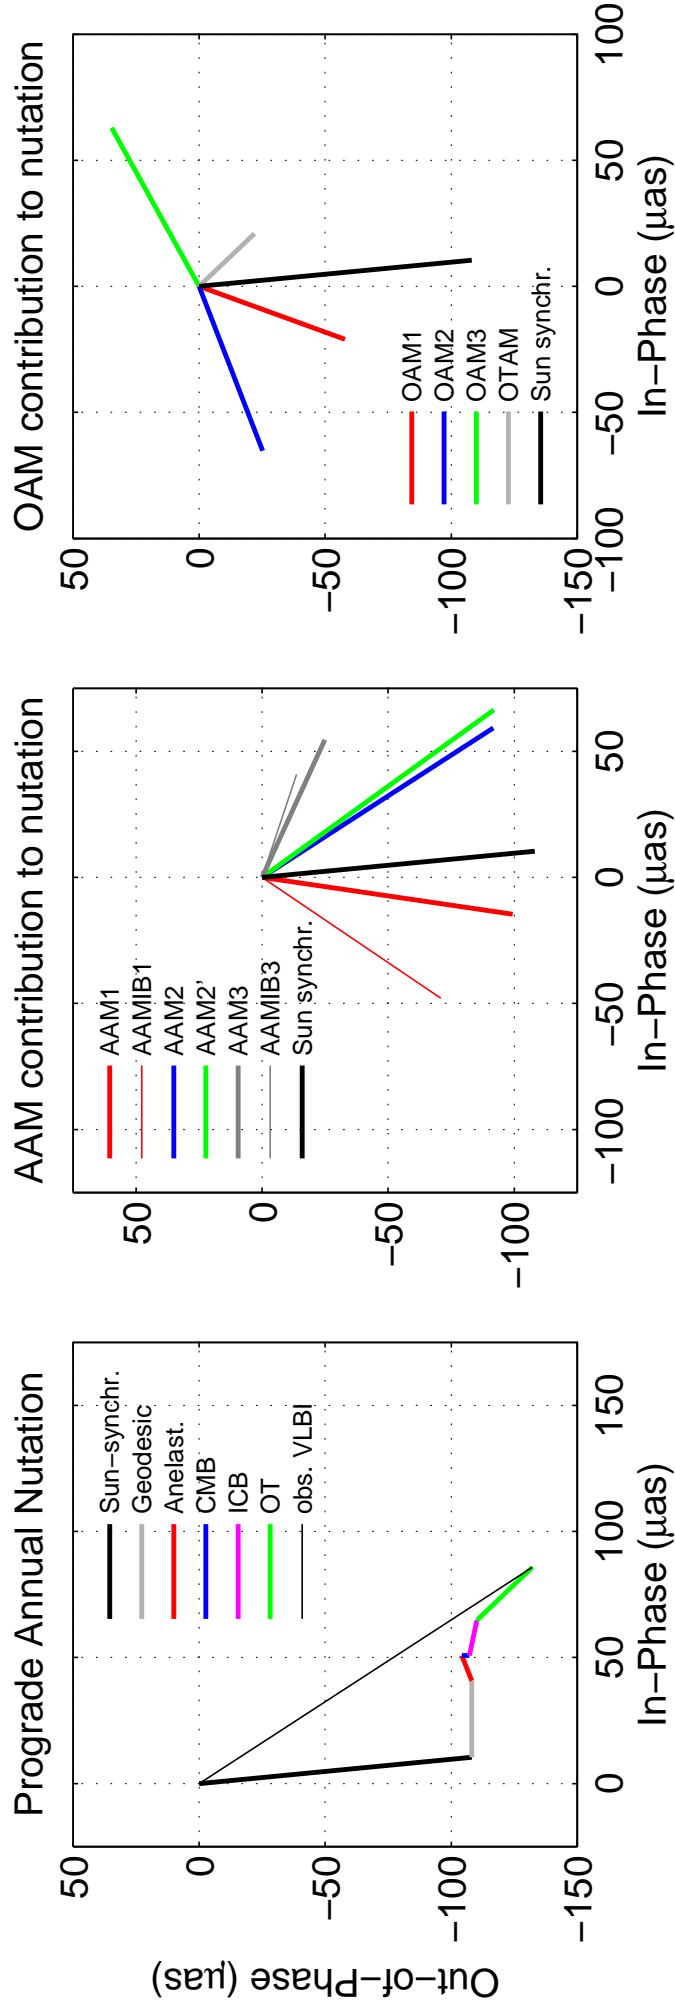 Prograde Annual Nutation
50
0
−50
−100
−150
0
50
100
150
Out−of−Phase (μas)
In−Phase (μas)
Sun−synchr.
Geodesic
Anelast.
CMB
ICB
OT
obs. VLBI
AAM contribution to nutation
50
0
−50
−100
−100
−50
0
50
In−Phase (μas)
AAM1
AAMIB1
AAM2
AAM2'
AAM3
AAMIB3
Sun synchr.
OAM contribution to nutation
50
0
−50
−100
−150
−100
−50
0
50
100
In−Phase (μas)
OAM1
OAM2
OAM3
OTAM
Sun synchr.